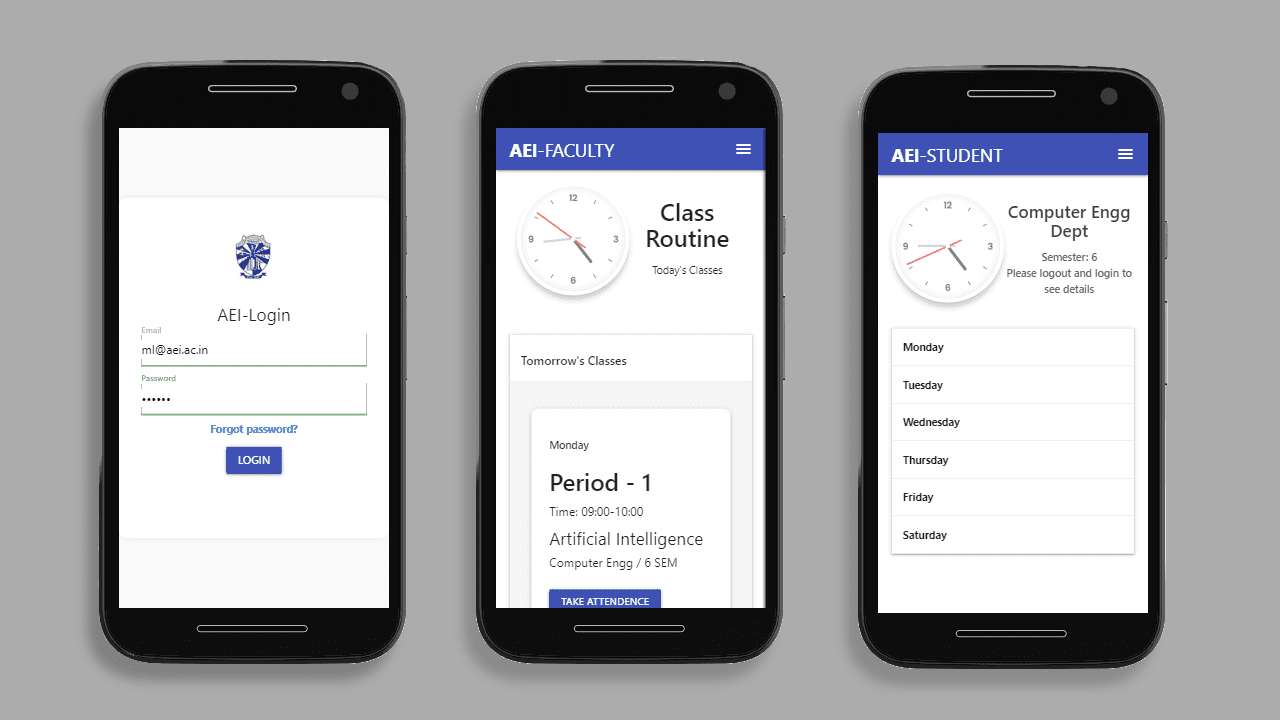 AEI-Login
Email
ml@aei.ac.in
Password
••••••
Forgot password?
LOGIN
AEI-FACULTY
12
3
6
9
Class
Routine
Today's Classes
Tomorrow's Classes
Monday
Period - 1
Time: 09:00-10:00
Artificial Intelligence
Computer Engg / 6 SEM
TAKE ATTENDENCE
AEI-STUDENT
12
3
6
9
Computer Engg
Dept
Semester: 6
Please logout and login to
see details
Monday
Tuesday
Wednesday
Thursday
Friday
Saturday